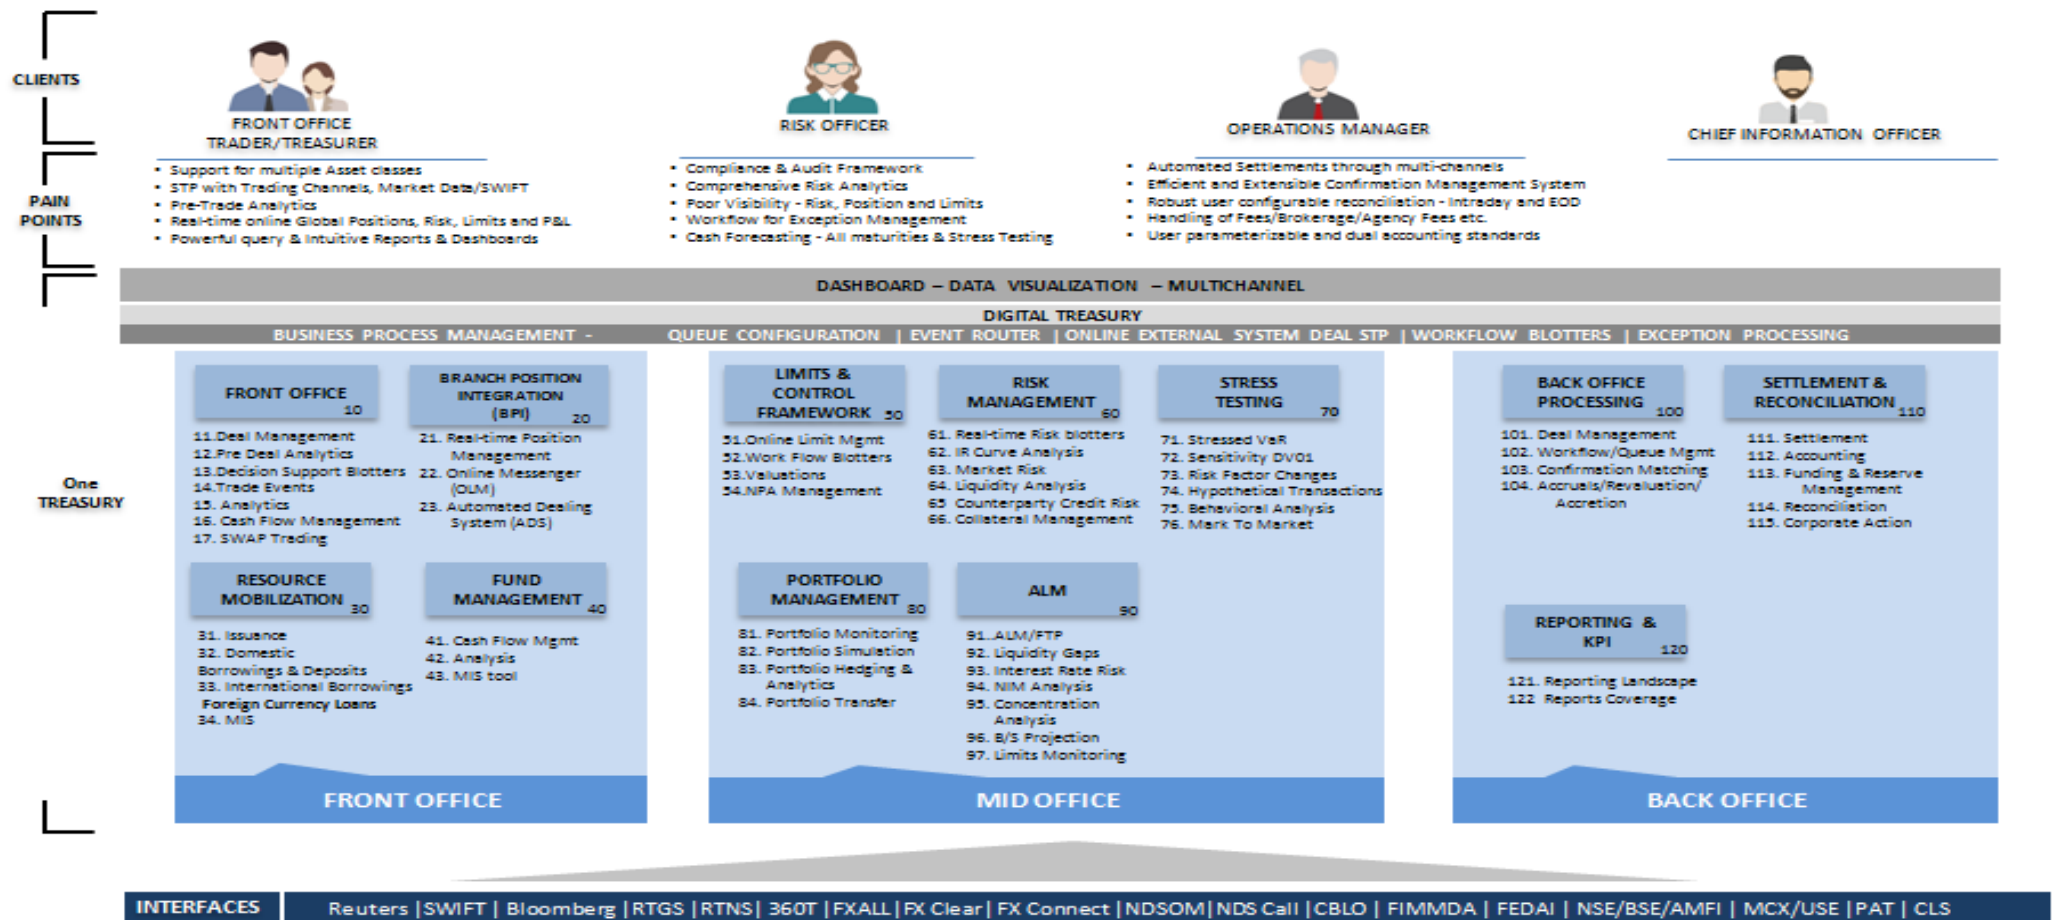 CLIENTS
FRONT OFFICE
TRADER/TREASURER
RISK OFFICER
OPERATIONS MANAGER
CHIEF INFORMATION OFFICER
PAIN
POINTS
• Support for multiple Asset classes
• STP with Trading Channels, Market Data/SWIFT
• Pre-Trade Analytics
• Real-time online Global Positions, Risk, Limits and P&L
• Powerful query & Intuitive Reports & Dashboards
• Compliance & Audit Framework
• Comprehensive Risk Analytics
• Poor Visibility - Risk, Position and Limits
• Workflow for Exception Management
• Cash Forecasting - All maturities & Stress Testing
• Automated Settlements through multi-channels
• Efficient and Extensible Confirmation Management System
• Robust user configurable reconciliation - Intraday and EOD
• Handling of Fees/Brokerage/Agency Fees etc.
• User parameterizable and dual accounting standards
DASHBOARD – DATA VISUALIZATION – MULTICHANNEL
DIGITAL TREASURY
BUSINESS PROCESS MANAGEMENT - QUEUE CONFIGURATION | EVENT ROUTER | ONLINE EXTERNAL SYSTEM DEAL STP | WORKFLOW BLOTTERS | EXCEPTION PROCESSING
One
TREASURY
FRONT OFFICE
10
11.Deal Management
12.Pre Deal Analytics
13.Decision Support Blotters
14.Trade Events
15. Analytics
16. Cash Flow Management
17. SWAP Trading
BRANCH POSITION
INTEGRATION
(BPI) 20
21. Real-time Position
Management
22. Online Messenger
(OLM)
23. Automated Dealing
System (ADS)
RESOURCE
MOBILIZATION 30
31. Issuance
32. Domestic
Borrowings & Deposits
33. International Borrowings
Foreign Currency Loans
34. MIS
FUND
MANAGEMENT 40
41. Cash Flow Mgmt
42. Analysis
43. MIS tool
FRONT OFFICE
LIMITS &
CONTROL
FRAMEWORK 50
51.Online Limit Mgmt
52.Work Flow Blotters
53.Valuations
54.NPA Management
RISK
MANAGEMENT 60
61. Real-time Risk blotters
62. IR Curve Analysis
63. Market Risk
64. Liquidity Analysis
65 Counterparty Credit Risk
66. Collateral Management
STRESS
TESTING 70
71. Stressed VaR
72. Sensitivity DV01
73. Risk Factor Changes
74. Hypothetical Transactions
75. Behavioral Analysis
76. Mark To Market
PORTFOLIO
MANAGEMENT 80
81. Portfolio Monitoring
82. Portfolio Simulation
83. Portfolio Hedging &
Analytics
84. Portfolio Transfer
ALM
90
91..ALM/FTP
92. Liquidity Gaps
93. Interest Rate Risk
94. NIM Analysis
95. Concentration
Analysis
96. B/S Projection
97. Limits Monitoring
MID OFFICE
BACK OFFICE
PROCESSING 100
101. Deal Management
102. Workflow/Queue Mgmt
103. Confirmation Matching
104. Accruals/Revaluation/
Accretion
SETTLEMENT &
RECONCILIATION 110
111. Settlement
112. Accounting
113. Funding & Reserve
Management
114. Reconciliation
115. Corporate Action
REPORTING &
KPI 120
121. Reporting Landscape
122 Reports Coverage
BACK OFFICE
INTERFACES
Reuters |SWIFT | Bloomberg |RTGS |RTNS| 360T |FXALL|FX Clear| FX Connect |NDSOM|NDS Call |CBLO | FIMMDA | FEDAI | NSE/BSE/AMFI | MCX/USE |PAT | CLS